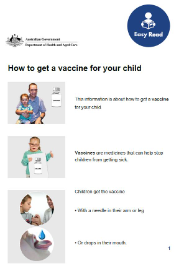 Australian Government
Department of Health and Aged Care
Easy Read
How to get a vaccine for your child
This information is about how to get a vaccine
for your child.
Vaccines are medicines that can help stop
children from getting sick.
Children get the vaccine
• With a needle in their arm or leg
• Or drops in their mouth.
1